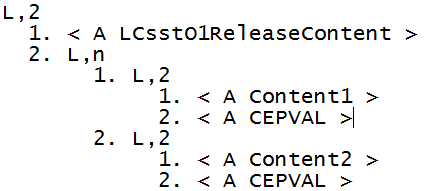 L,2
1. < A LCsstO1ReleaseContent >
2. L,n
1. L,2
1. < A Content1 >
2. < A CEPVAL >
2. L,2
1. < A Content2 >
2. < A CEPVAL >